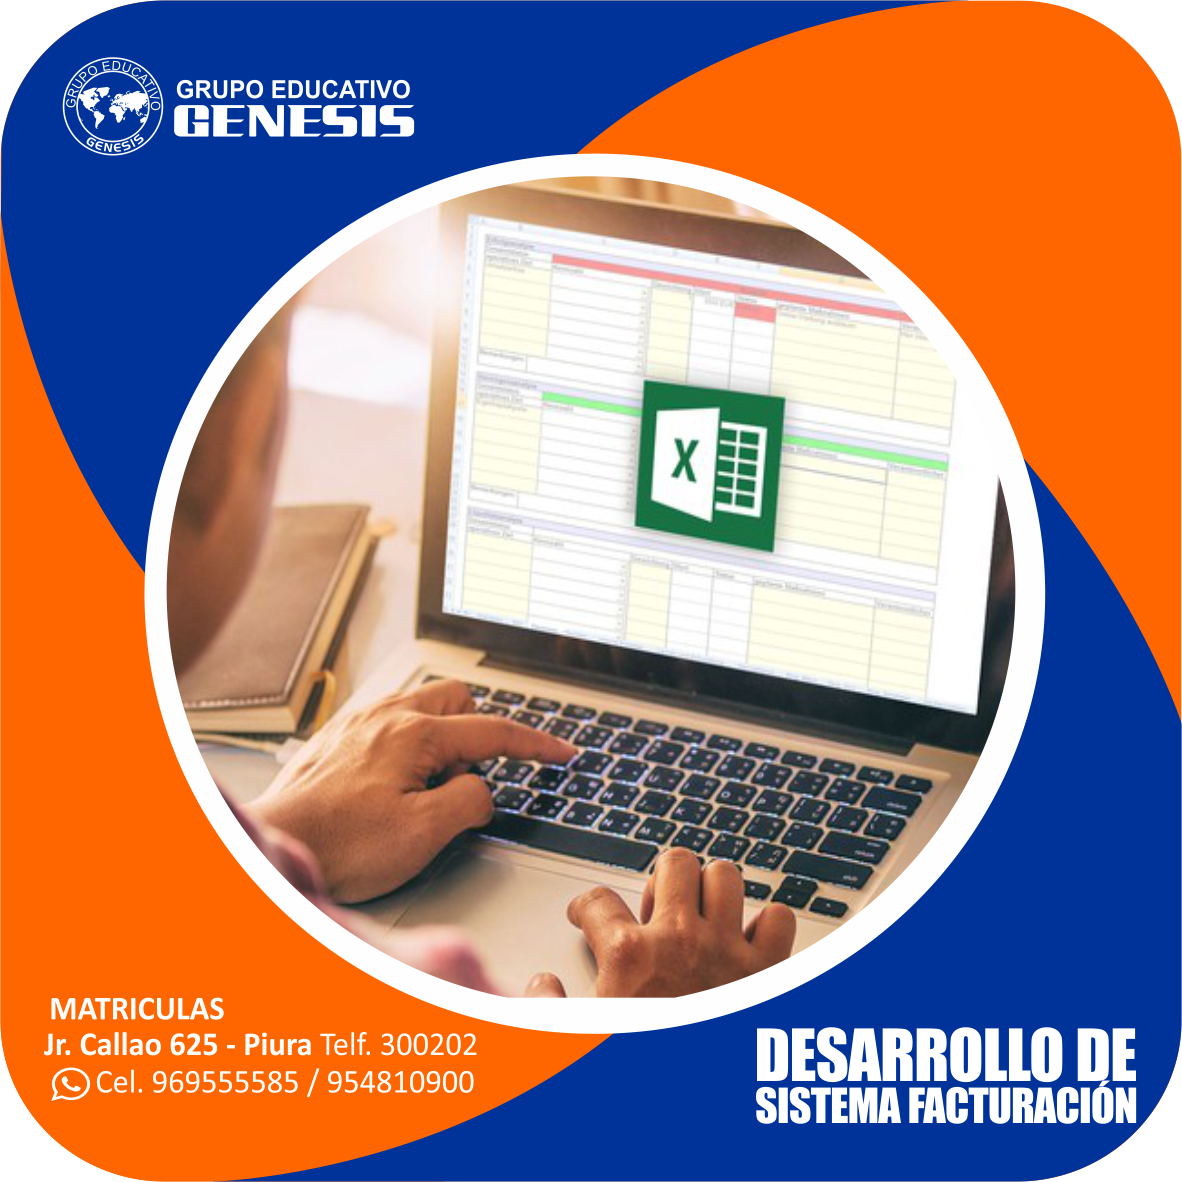 GRUPO EDUCATIVO
GENESIS
GRUPO EDUCATIVO
GENESIS
X
MATRICULAS
Jr. Callao 625 - Piura Telf. 300202
Cel. 969555585 / 954810900
DESARROLLO DE
SISTEMA FACTURACIÓN